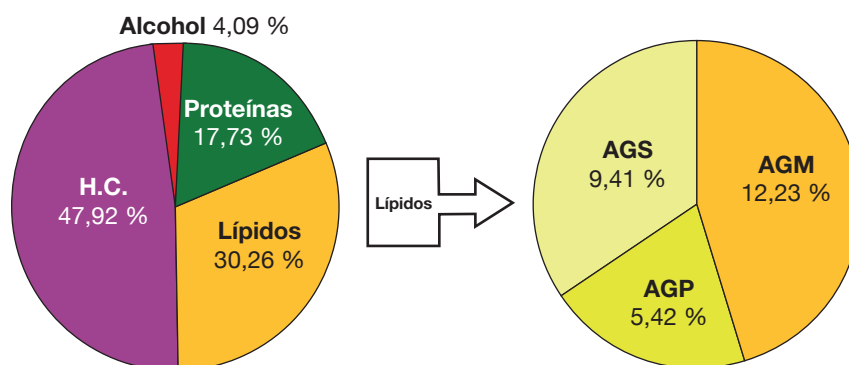 Alcohol 4,09 %
Proteínas
17,73 %
H.C.
47,92 %
Lípidos
30,26 %
Lípidos
AGS
9,41 %
AGM
12,23 %
AGP
5,42 %